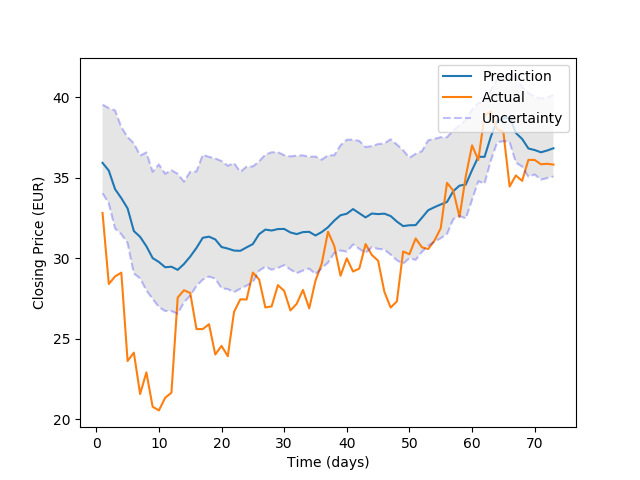 Prediction
Actual
Uncertainty
40
35
30
25
20
Closing Price (EUR)
0 10 20 30 40 50 60 70
Time (days)